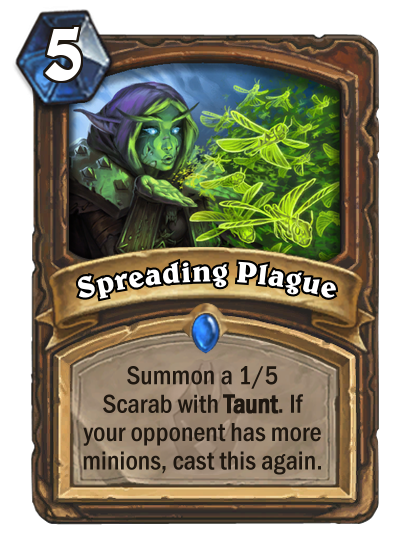 5
Spreading Plague
Summon a 1/5
Scarab with Taunt. If
your opponent has more
minions, cast this again.